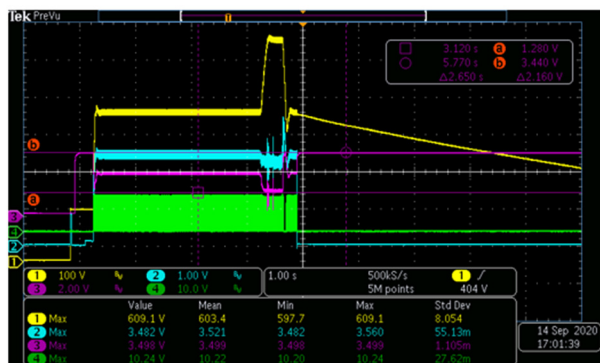 Tek PreVu
T
3.120 s a 1.280 V
5.770 s b 3.440 V
Δ2.650 s Δ2.160 V
b
a
3
4
2
1
1 100 V 2 1.00 V 1.00 s 500kS/s 1
3 2.00 V 4 10.0 V 5M points 404 V
Value Mean Min Max Std Dev
1 Max 609.1 V 603.4 597.7 609.1 8.054
2 Max 3.482 V 3.521 3.482 3.560 55.13m
3 Max 3.498 V 3.499 3.498 3.499 1.105m
4 Max 10.24 V 10.22 10.20 10.24 27.62m
14 Sep 2020
17:01:39